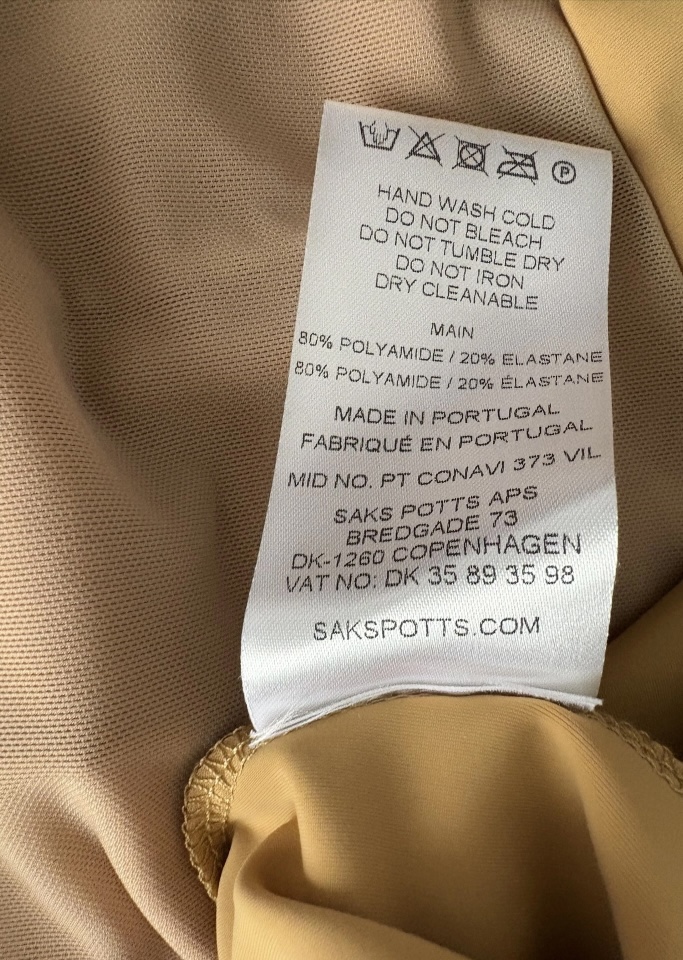 P
HAND WASH COLD
DO NOT BLEACH
DO NOT TUMBLE DRY
DO NOT IRON
DRY CLEANABLE
MAIN
80% POLYAMIDE / 20% ELASTANE
80% POLYAMIDE / 20% ÉLASTANE
MADE IN PORTUGAL
FABRIQUÉ EN PORTUGAL
MID NO. PT CONAVI 373 VIL
SAKS POTTS APS
BREDGADE 73
DK-1260 COPENHAGEN
VAT NO: DK 35 89 35 98
SAKSPOTTS.COM